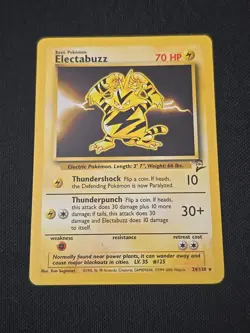 Basic Pokémon
Electabuzz 70 HP
Electric Pokémon. Length: 3' 7", Weight: 66 lbs.
Thundershock Flip a coin. If heads,
the Defending Pokémon is now Paralyzed.
10
Thunderpunch Flip a coin. If heads,
this attack does 30 damage plus 10
more damage; if tails, this attack
does 30 damage and Electabuzz does
10 damage to itself.
30+
weakness resistance retreat cost
Normally found near power plants, it can wander away and
cause major blackouts in cities. LV. 35 #125
24/130 ★